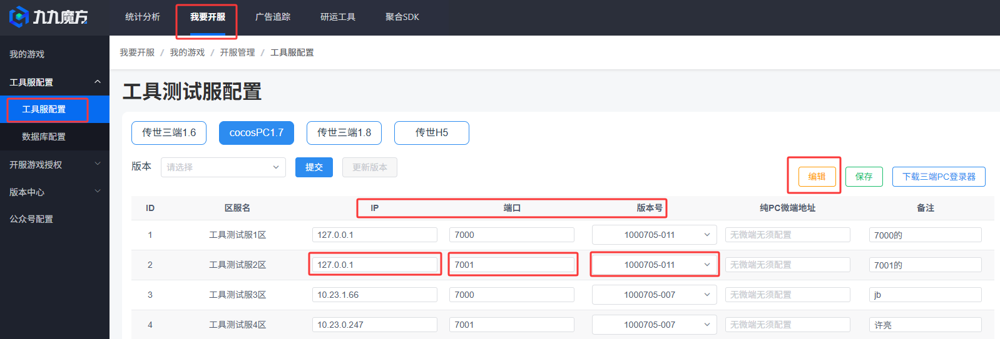 九九魔方 统计分析 我要开服 广告追踪 研运工具 聚合SDK
我的游戏
工具服配置
工具服配置
数据库配置
开服游戏授权
版本中心
公众号配置
我要开服 / 我的游戏 / 开服管理 / 工具服配置
工具测试服配置
传世三端1.6 cocosPC1.7 传世三端1.8 传世H5
版本 请选择 提交 更新版本 编辑 保存 下载三端PC登录器
ID 区服名 IP 端口 版本号 纯PC微端地址 备注
1 工具测试服1区 127.0.0.1 7000 1000705-011 无微端无须配置 7000的
2 工具测试服2区 127.0.0.1 7001 1000705-011 无微端无须配置 7001的
3 工具测试服3区 10.23.1.66 7000 1000705-007 无微端无须配置 jb
4 工具测试服4区 10.23.0.247 7001 1000705-007 无微端无须配置 许亮